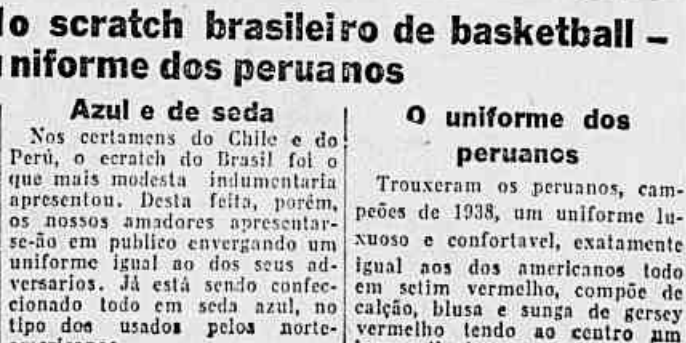 o scratch brasileiro de basketball –
niforme dos peruanos
Azul e de seda
Nos certamens do Chile e do
Perú, o ecratch do Brasil foi o
que mais modesta indumentaria
apresentou. Desta feita, porém,
os nossos amadores apresentar-
se-ão em publico envergando um
uniforme igual ao dos seus ad-
versarios. Já está sendo confec-
cionado todo em seda azul, no
tipo dos usados pelos norte-
O uniforme dos
peruanos
Trouxeram os peruanos, cam-
peões de 1938, um uniforme lu-
xuoso e confortavel, exatamente
igual aos dos americanos todo
em setim vermelho, compõe de
calção, blusa e sunga de gersey
vermelho tendo ao centro um